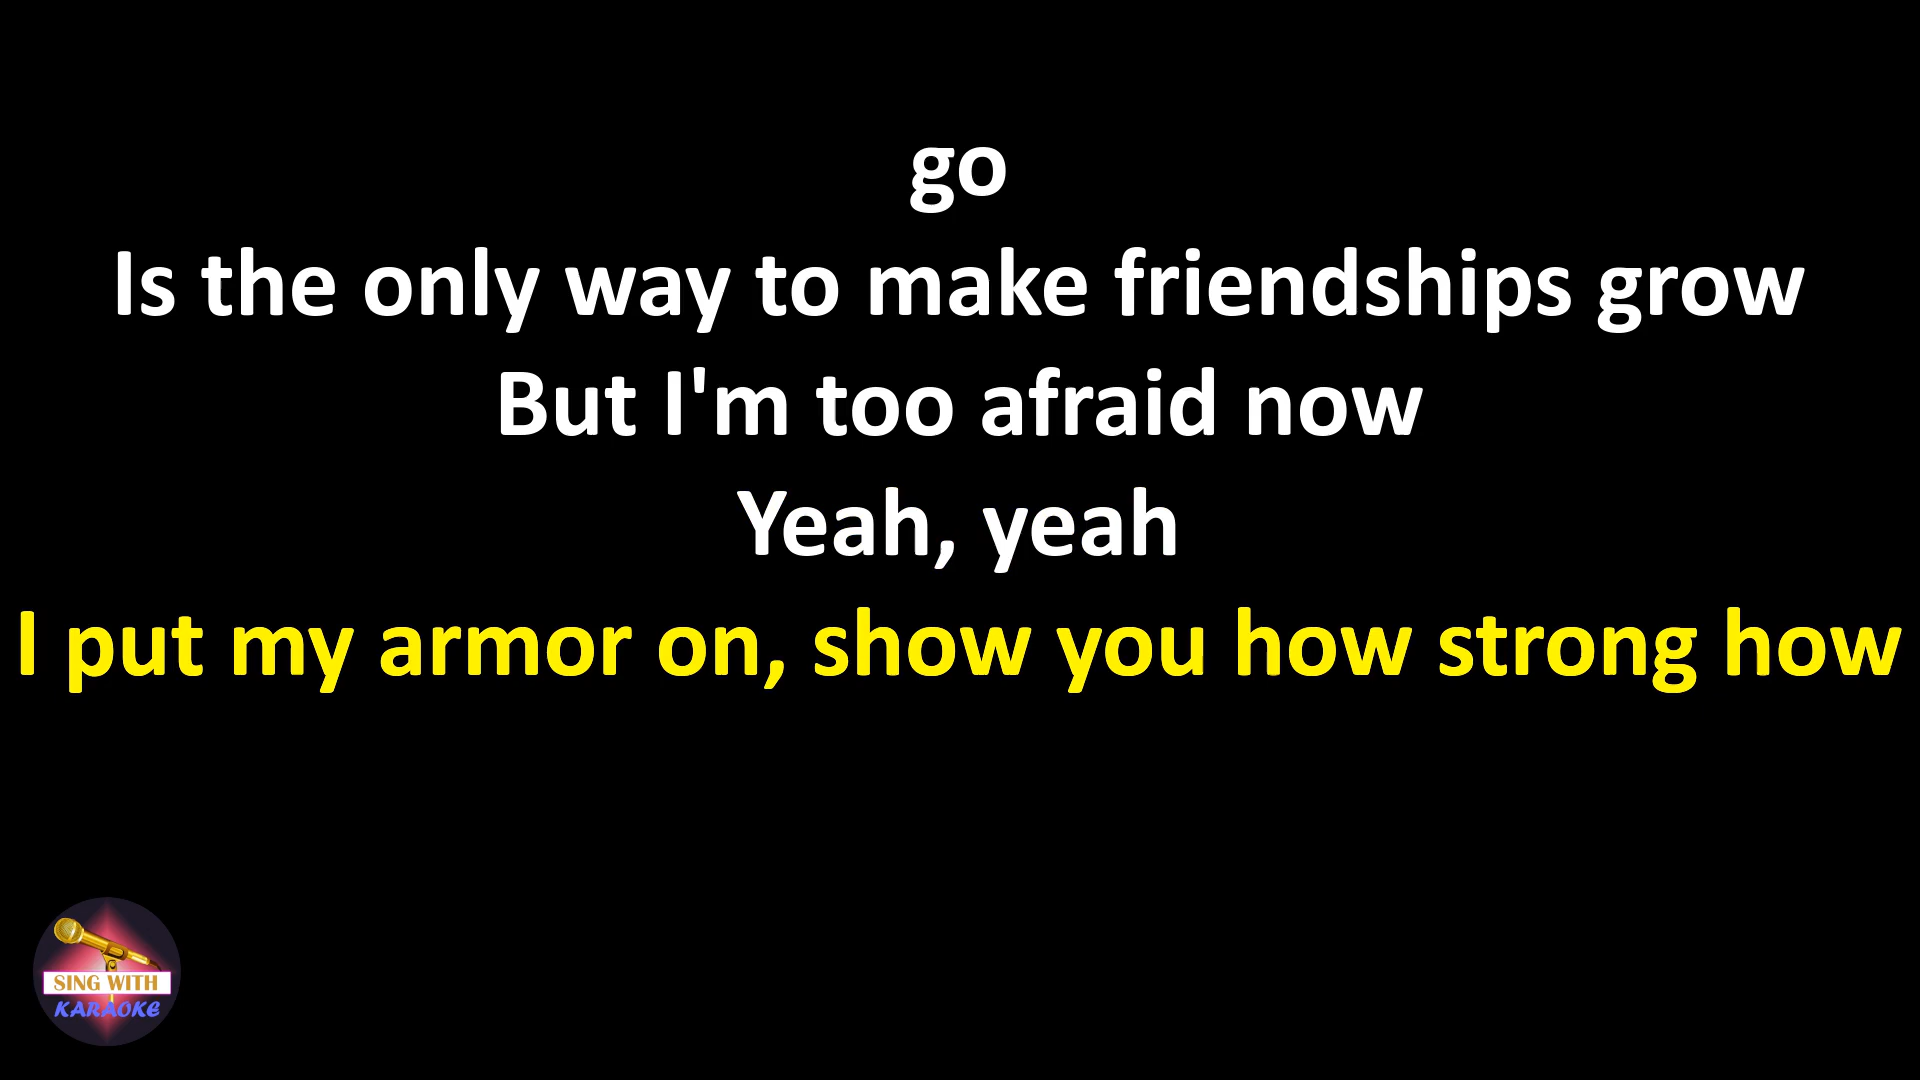 go
Is the only way to make friendships grow
But I'm too afraid now
Yeah, yeah
I put my armor on, show you how strong how
SING WITH
KARAOKE